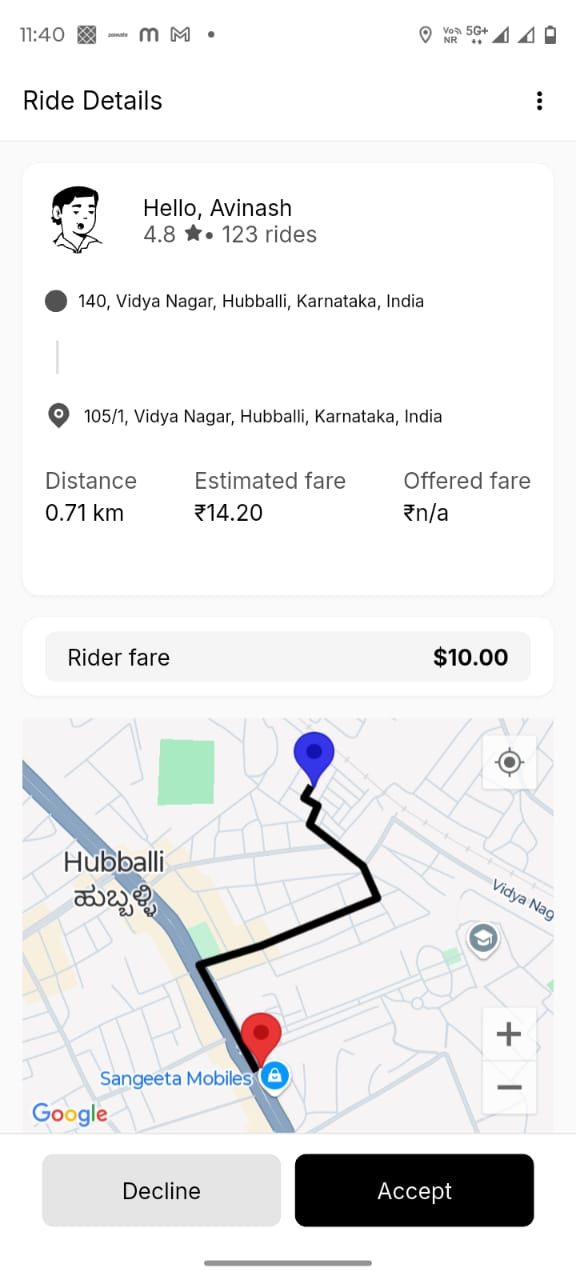 11:40
zomato
VoNR 5G+
Ride Details
Hello, Avinash
4.8 ★• 123 rides
140, Vidya Nagar, Hubballi, Karnataka, India
105/1, Vidya Nagar, Hubballi, Karnataka, India
Distance Estimated fare Offered fare
0.71 km ₹14.20 ₹n/a
Rider fare $10.00
Hubballi
ಹುಬ್ಬಳ್ಳಿ
Vidya Nag
Sangeeta Mobiles
Google
Decline Accept